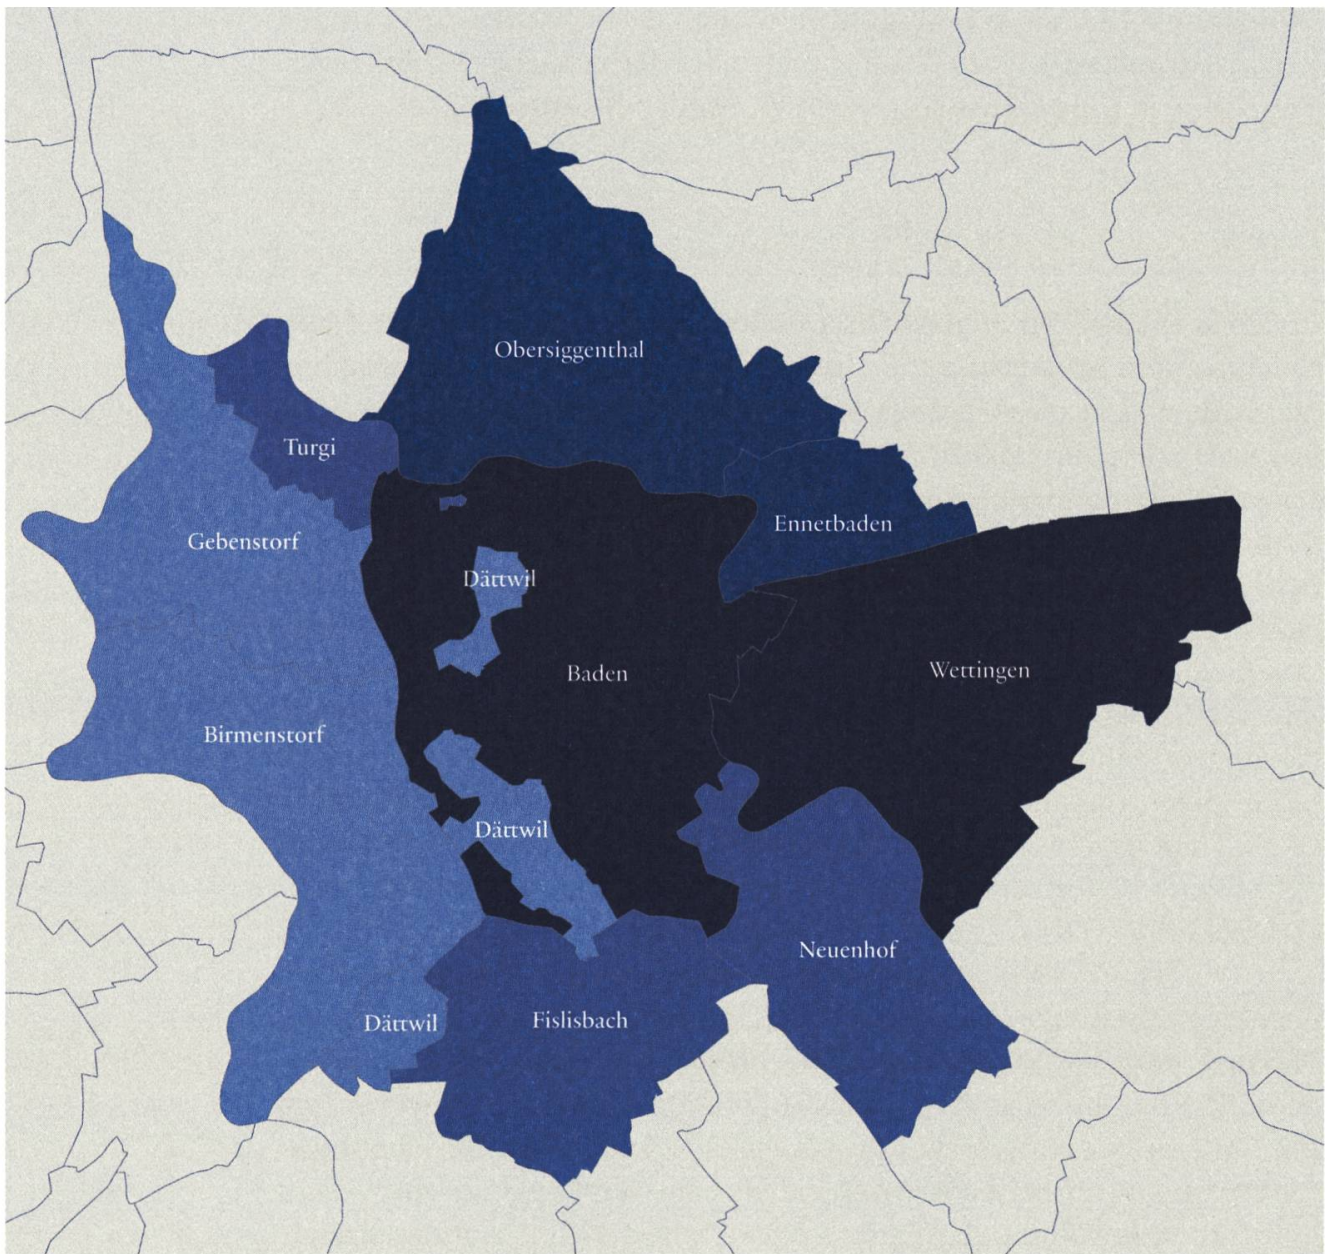 Obersiggenthal
Turgi
Ennetbaden
Gebenstorf
Dättwil
Baden
Wettingen
Birmenstorf
Dättwil
Neuenhof
Dättwil
Fislisbach